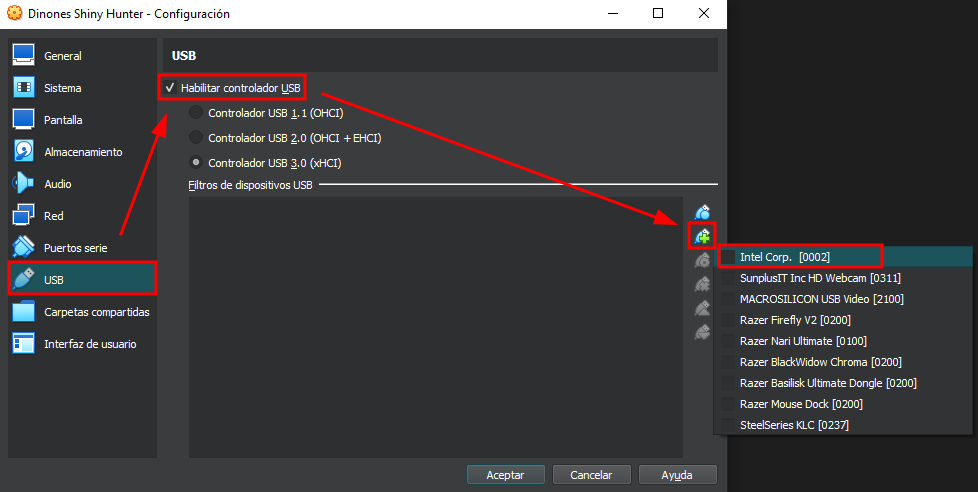 Dinones Shiny Hunter - Configuración
General
Sistema
Pantalla
Almacenamiento
Audio
Red
Puertos serie
USB
Carpetas compartidas
Interfaz de usuario
USB
Habilitar controlador USB
Controlador USB 1.1 (OHCI)
Controlador USB 2.0 (OHCI + EHCI)
Controlador USB 3.0 (xHCI)
Filtros de dispositivos USB
Intel Corp. [0002]
SunplusIT Inc HD Webcam [0311]
MACROSILICON USB Video [2100]
Razer Firefly V2 [0200]
Razer Nari Ultimate [0100]
Razer BlackWidow Chroma [0200]
Razer Basilisk Ultimate Dongle [0200]
Razer Mouse Dock [0200]
SteelSeries KLC [0237]
Aceptar
Cancelar
Ayuda